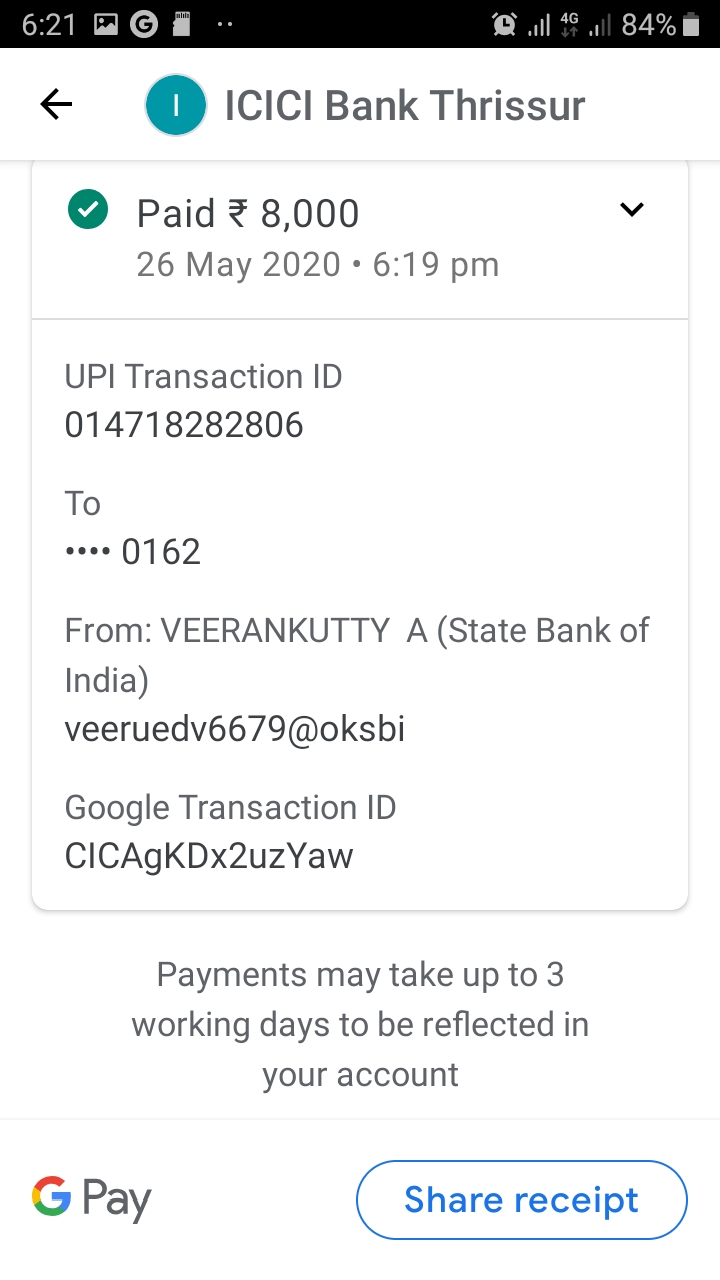 6:21 84%
4G
ICICI Bank Thrissur
I
Paid ₹ 8,000
26 May 2020 • 6:19 pm
UPI Transaction ID
014718282806
To
•••• 0162
From: VEERANKUTTY A (State Bank of
India)
veeruedv6679@oksbi
Google Transaction ID
CICAgKDx2uzYaw
Payments may take up to 3
working days to be reflected in
your account
G Pay
Share receipt